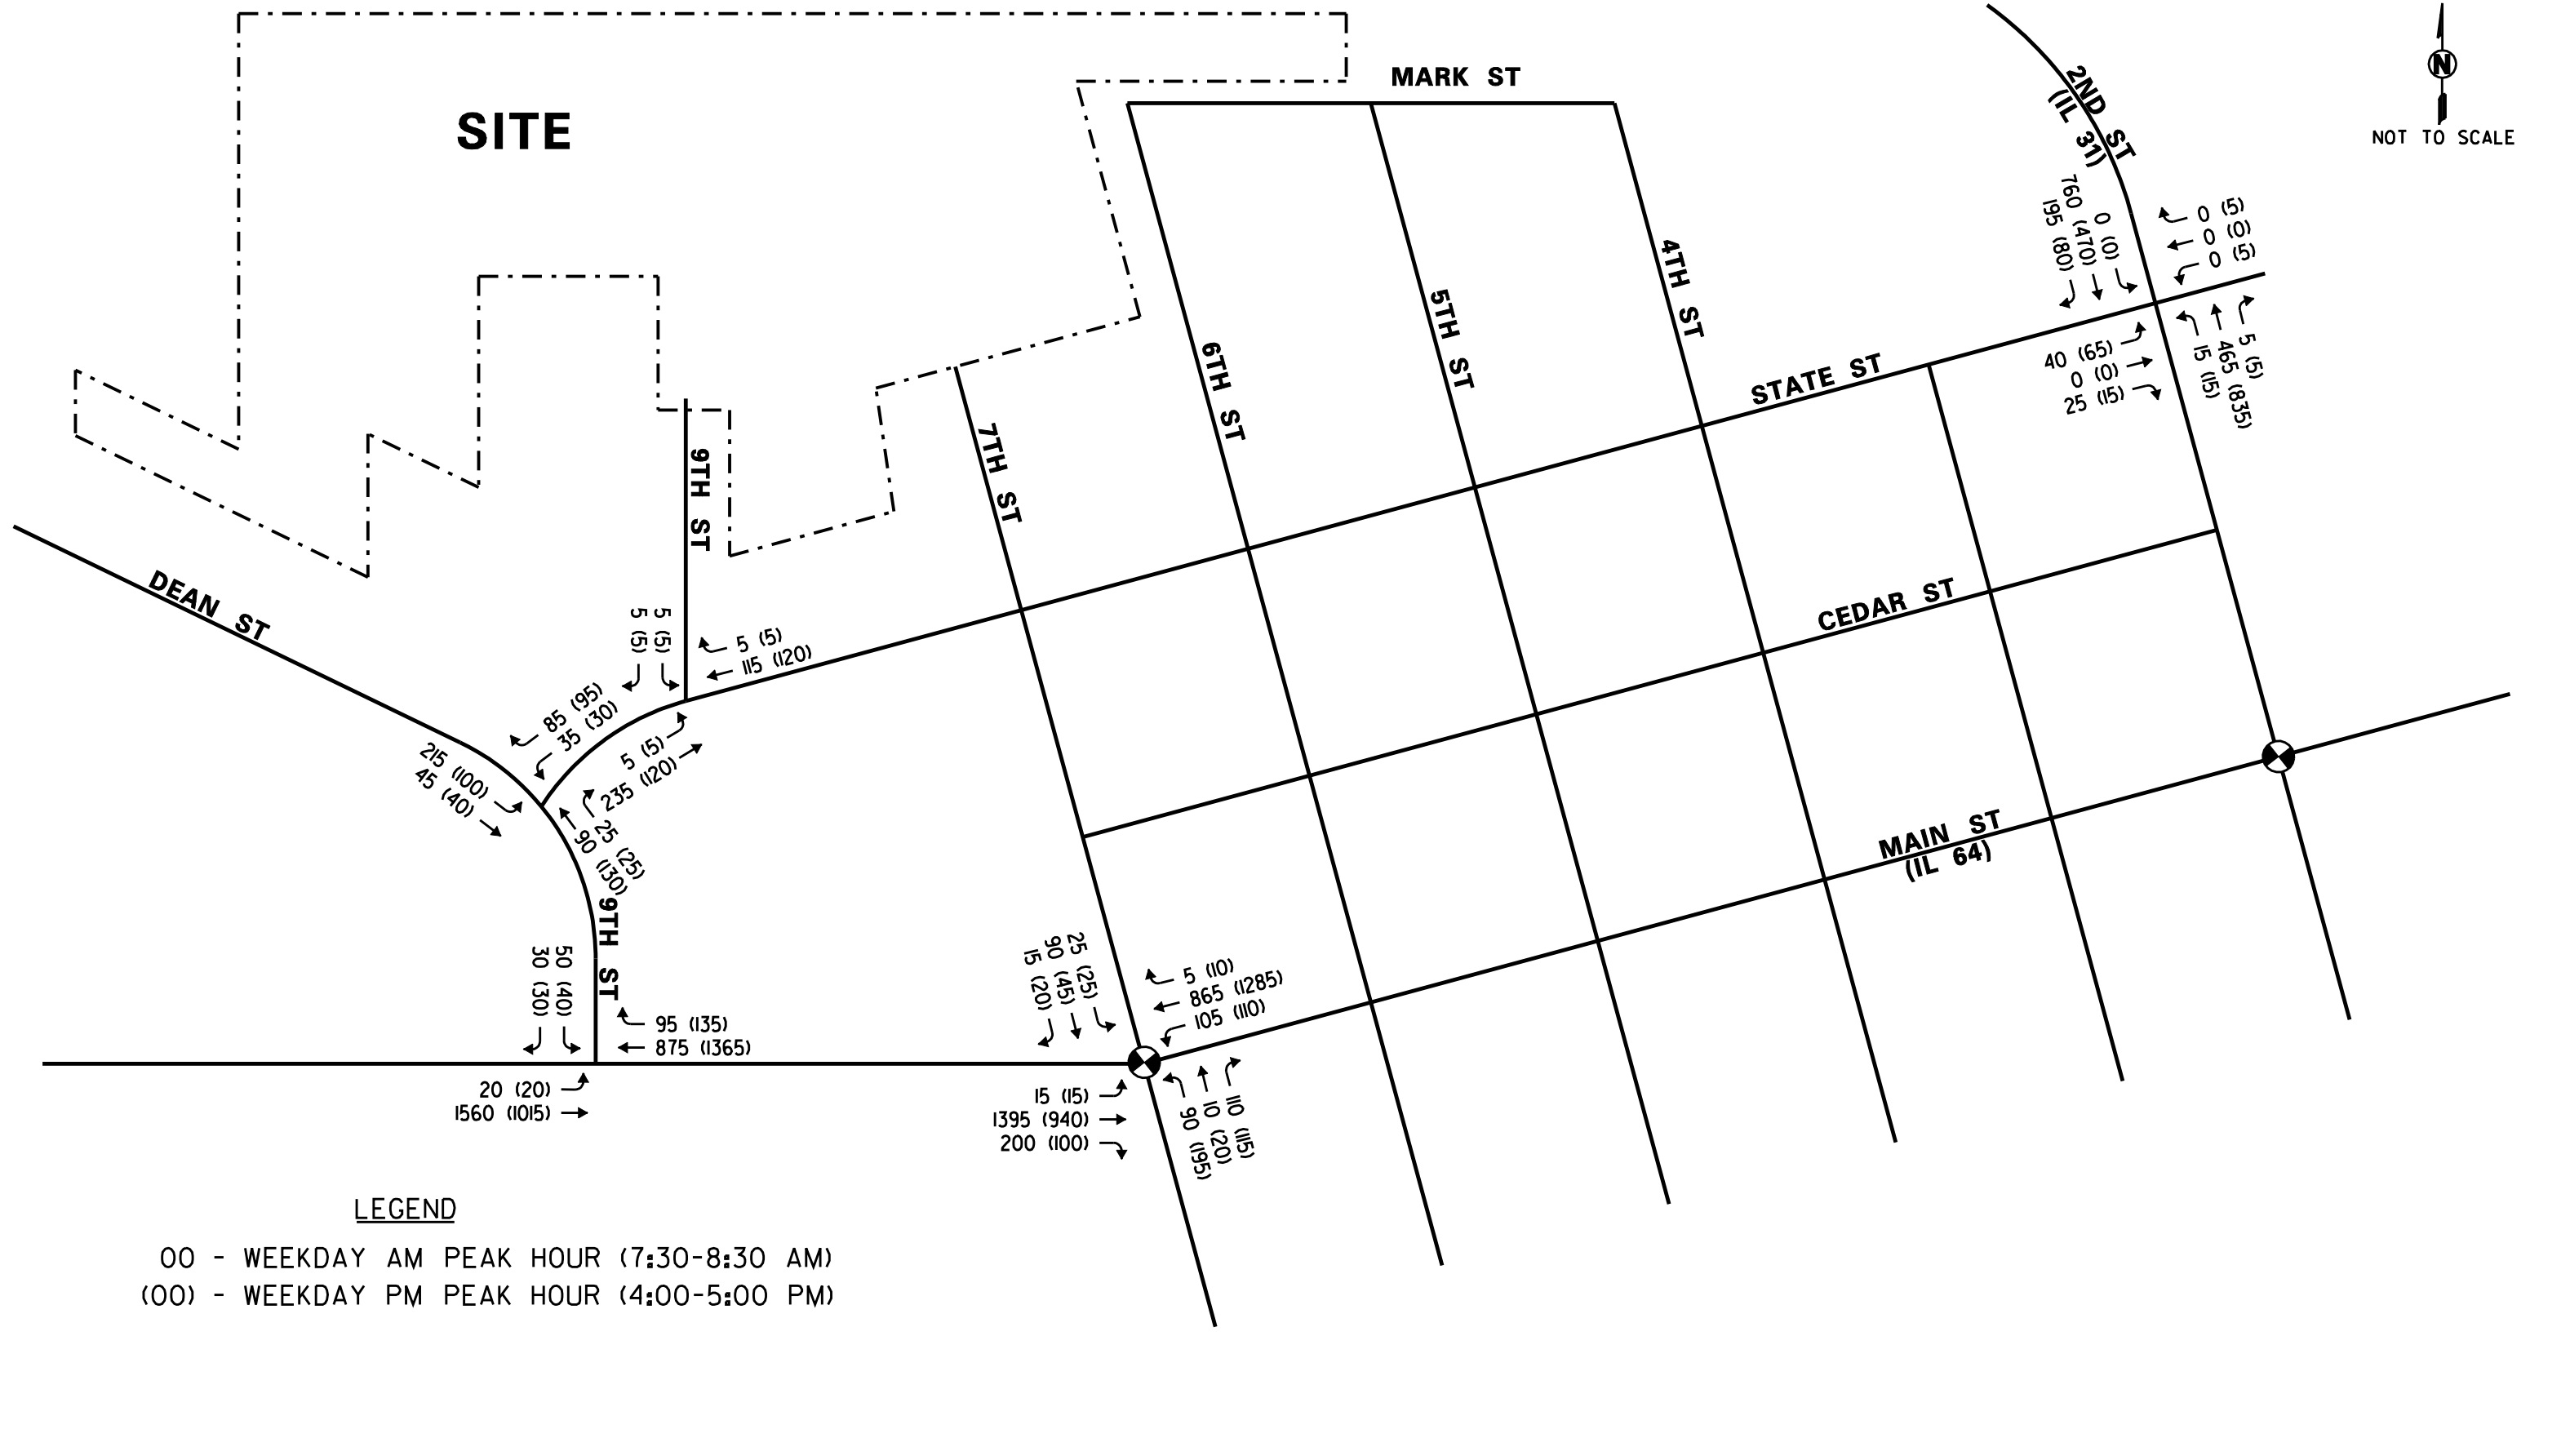 MARK ST
N
NOT TO SCALE
SITE
2ND ST
(IL 31)
760 (470)
195 (80)
0 (0)
0 (5)
0 (0)
0 (5)
40 (65)
0 (0)
25 (15)
5 (5)
465 (835)
15 (15)
4TH ST
5TH ST
6TH ST
7TH ST
STATE ST
9TH ST
DEAN ST
CEDAR ST
5 (5)
5 (5)
5 (5)
115 (120)
85 (95)
35 (30)
5 (5)
235 (120)
215 (100)
45 (40)
25 (25)
90 (130)
MAIN ST
(IL 64)
9TH ST
50 (40)
30 (30)
95 (135)
875 (1365)
20 (20)
1560 (1015)
25 (25)
90 (45)
15 (20)
5 (10)
865 (1285)
105 (110)
15 (15)
1395 (940)
200 (100)
110 (115)
10 (20)
90 (195)
LEGEND
00 - WEEKDAY AM PEAK HOUR (7:30-8:30 AM)
(00) - WEEKDAY PM PEAK HOUR (4:00-5:00 PM)